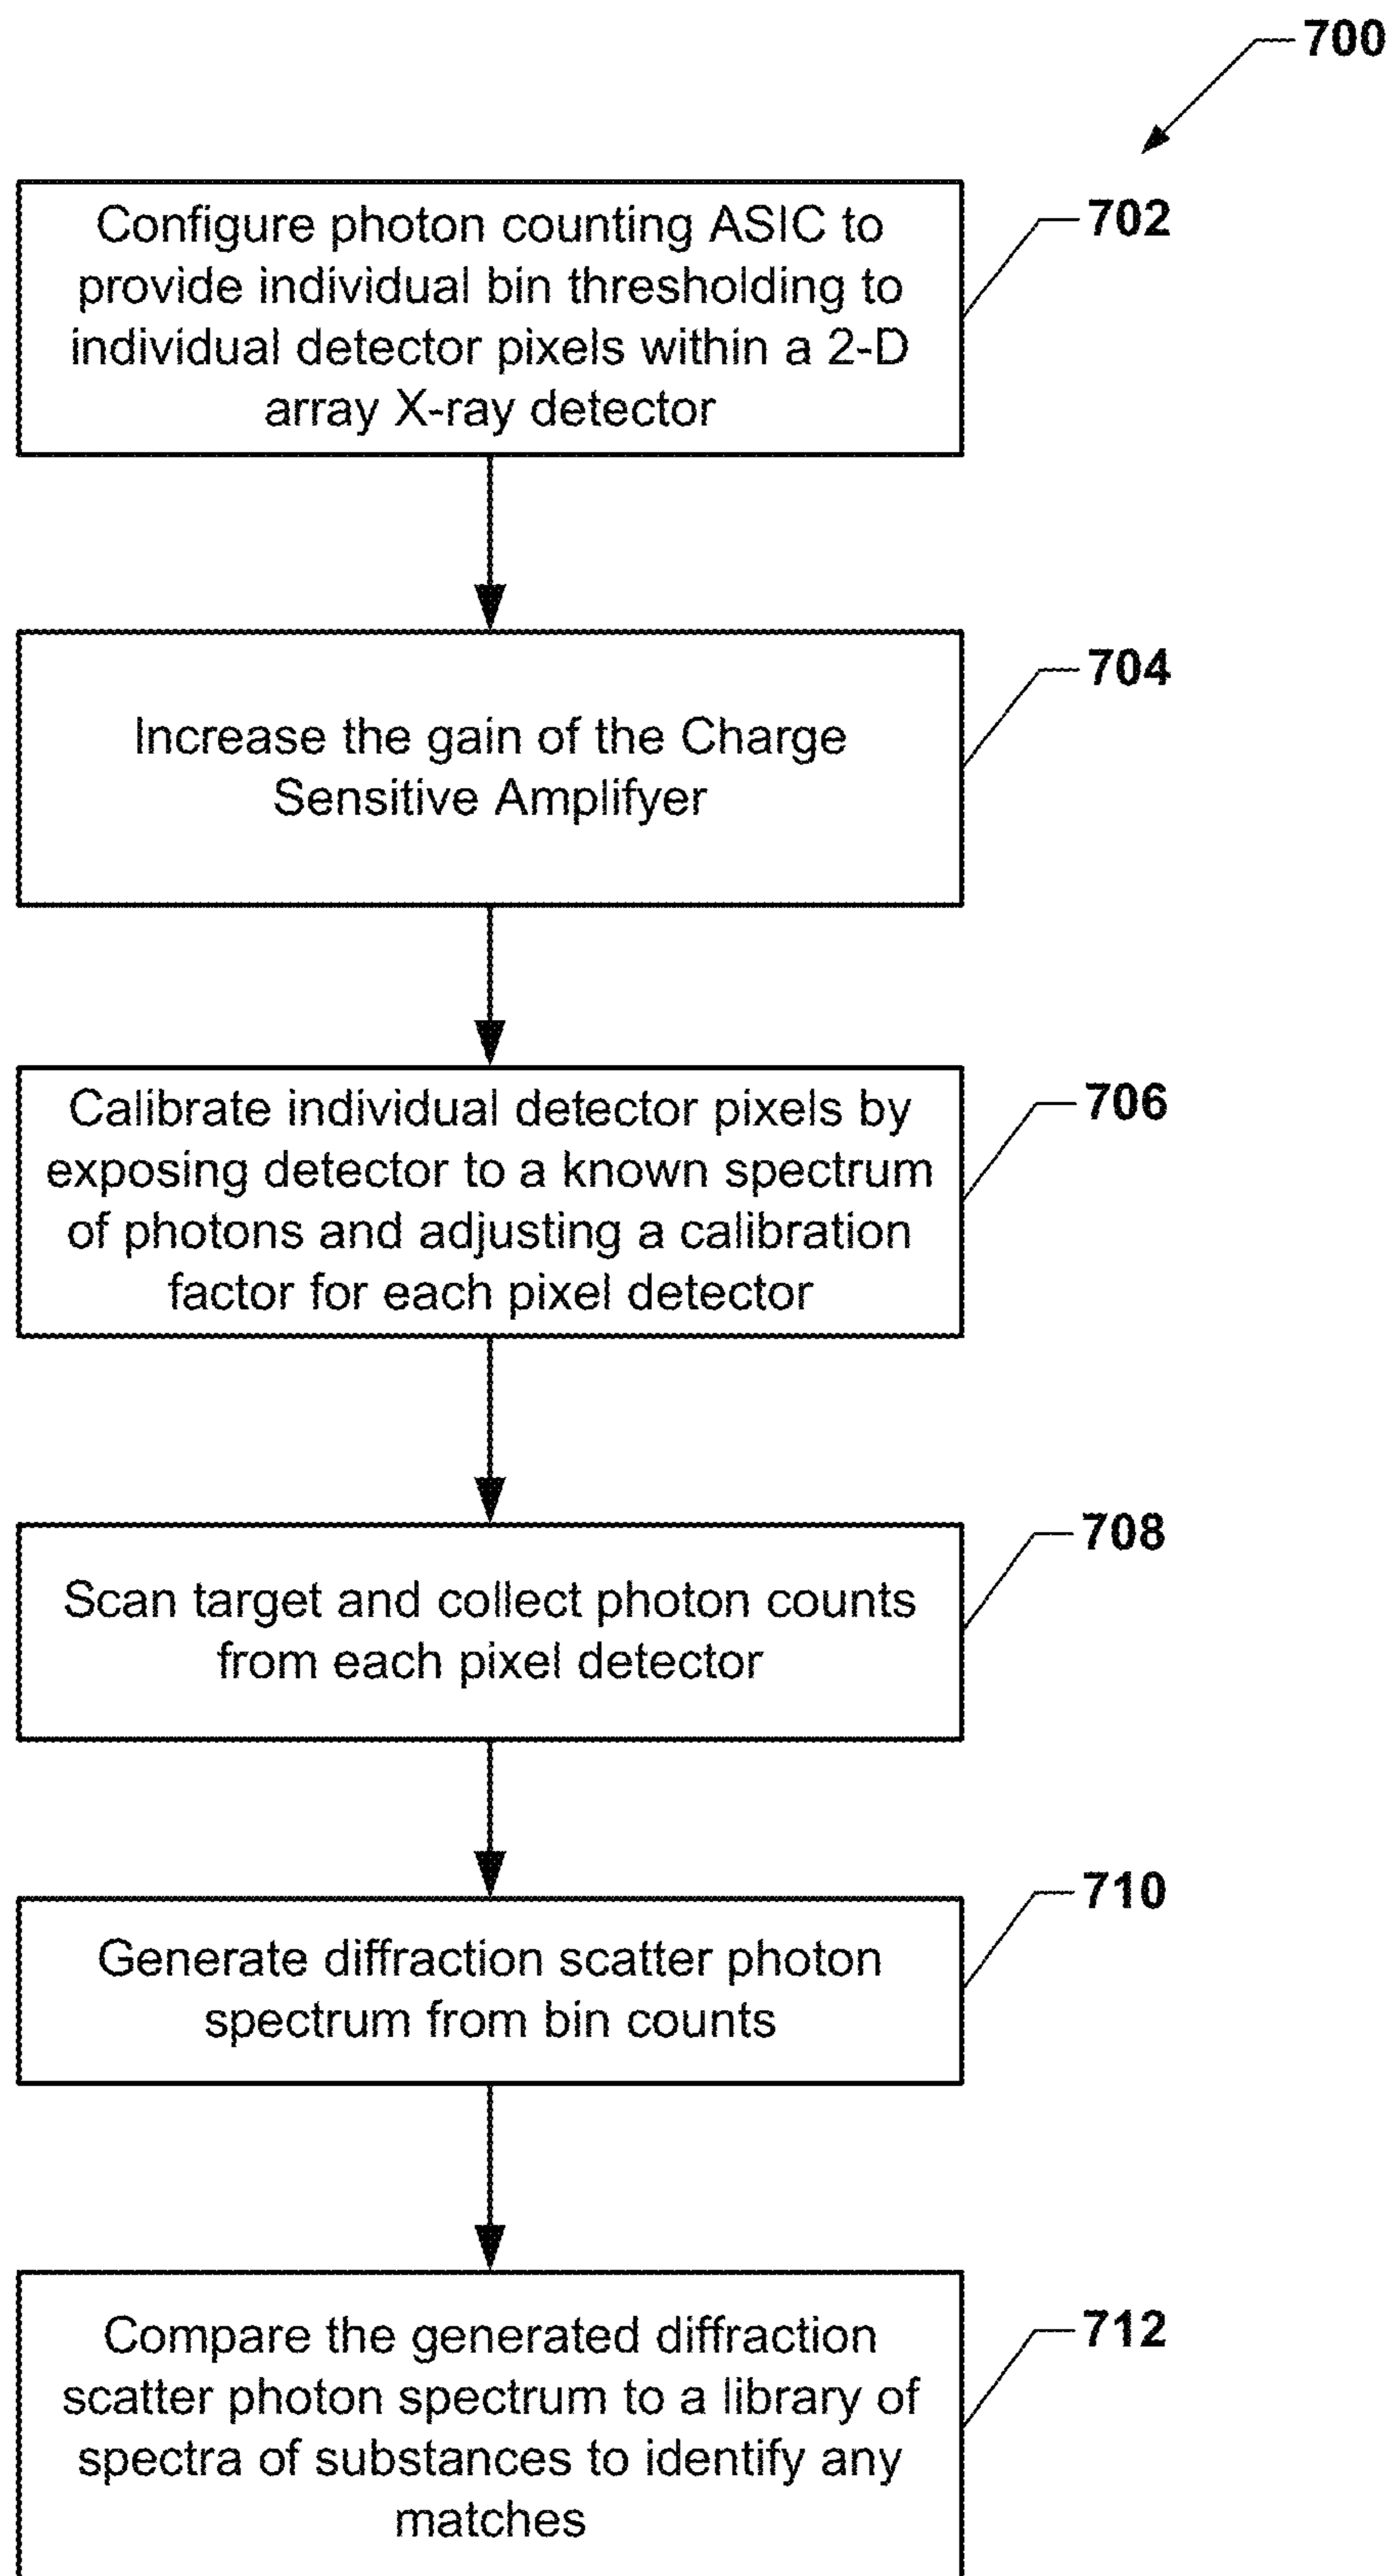 700
Configure photon counting ASIC to
provide individual bin thresholding to
individual detector pixels within a 2-D
array X-ray detector
702
Increase the gain of the Charge
Sensitive Amplifyer
704
Calibrate individual detector pixels by
exposing detector to a known spectrum
of photons and adjusting a calibration
factor for each pixel detector
706
Scan target and collect photon counts
from each pixel detector
708
Generate diffraction scatter photon
spectrum from bin counts
710
Compare the generated diffraction
scatter photon spectrum to a library of
spectra of substances to identify any
matches
712